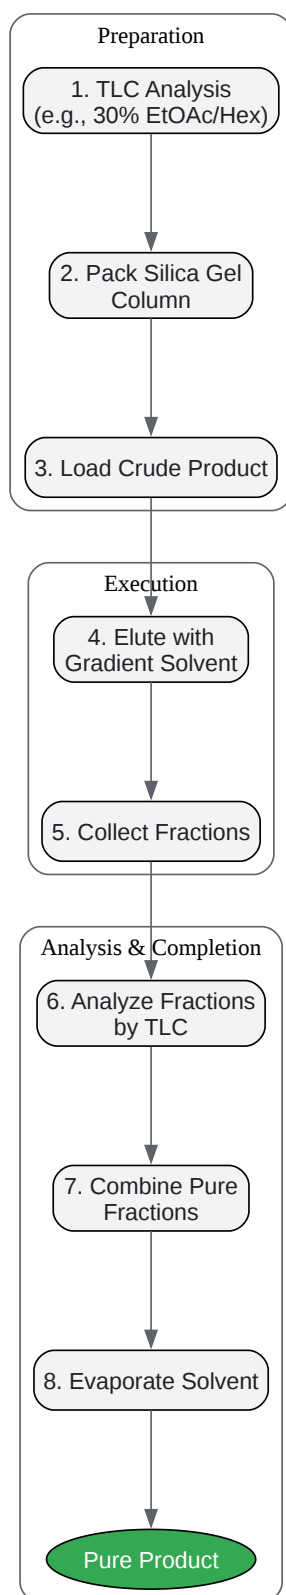 Preparation
1. TLC Analysis
(e.g., 30% EtOAc/Hex)
2. Pack Silica Gel
Column
3. Load Crude Product
Execution
4. Elute with
Gradient Solvent
5. Collect Fractions
Analysis & Completion
6. Analyze Fractions
by TLC
7. Combine Pure
Fractions
8. Evaporate Solvent
Pure Product